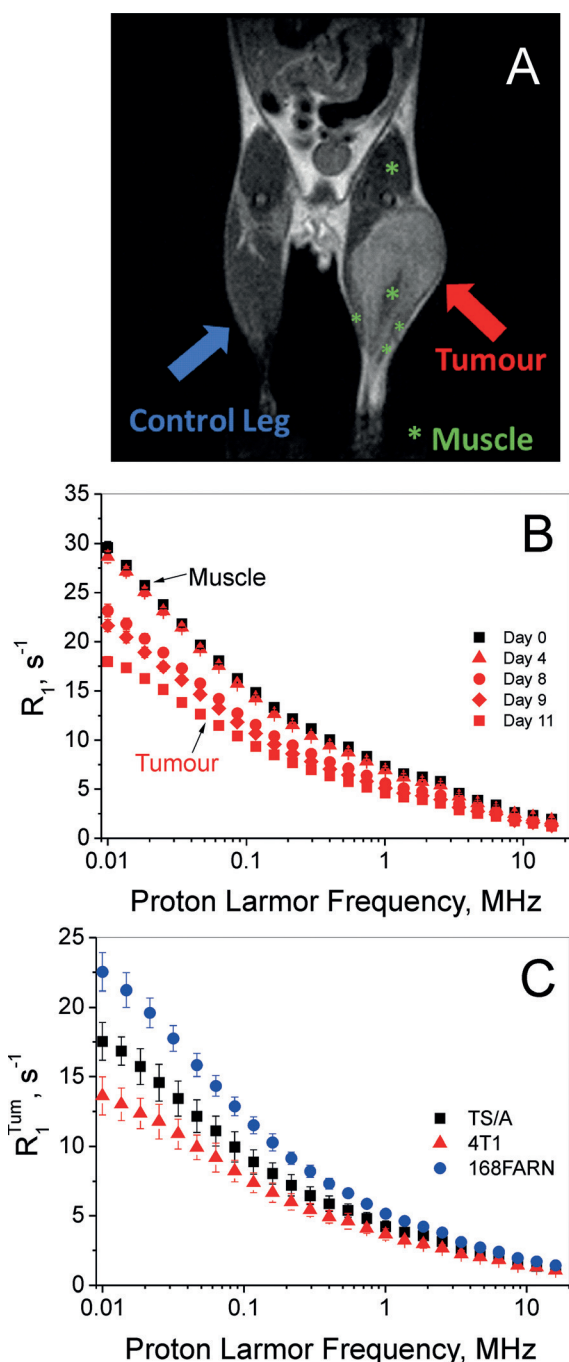 A
Tumour
Control Leg
* Muscle
B
35
30
25
20
15
10
5
0
R1, s-1
Muscle
Tumour
Day 0
Day 4
Day 8
Day 9
Day 11
0.01 0.1 1 10
Proton Larmor Frequency, MHz
C
25
20
15
10
5
0
R1Tum, s-1
TS/A
4T1
168FARN
0.01 0.1 1 10
Proton Larmor Frequency, MHz